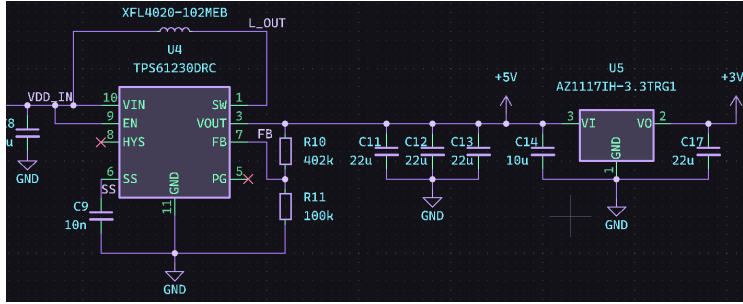 XFL4020-102MEB
L_OUT
U4
TPS61230DRC
VDD_IN
10
VIN
SW
1
9
EN
VOUT
3
8
HYS
FB
7
FB
6
SS
PG
5
SS
GND
11
C9
10n
GND
R10
402k
R11
100k
GND
C11
22u
C12
22u
C13
22u
GND
+5V
C14
10u
U5
AZ1117IH-3.3TRG1
3
VI
VO
2
GND
1
GND
+3V
C17
22u